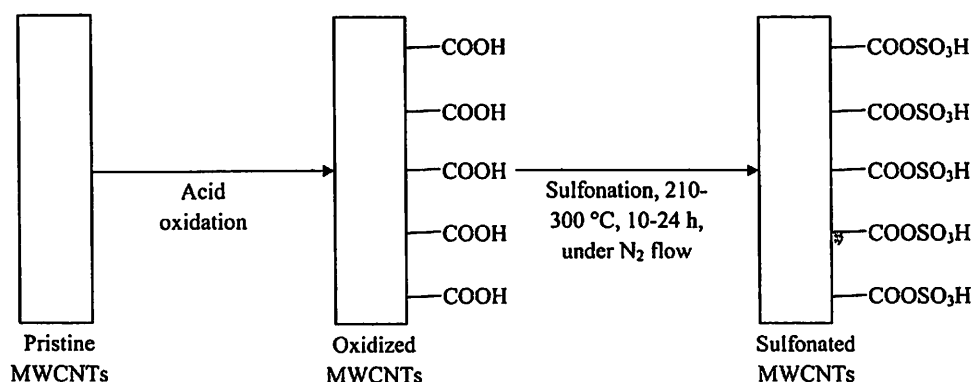 COOH
COOH
COOH
COOH
COOH
COOSO₃H
COOSO₃H
COOSO₃H
COOSO₃H
COOSO₃H
Acid
oxidation
Sulfonation, 210-
300 °C, 10-24 h,
under N₂ flow
Pristine
MWCNTs
Oxidized
MWCNTs
Sulfonated
MWCNTs